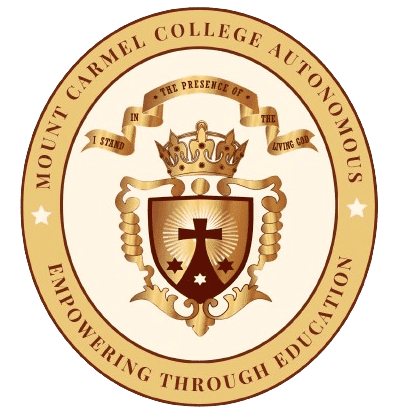 MOUNT CARMEL COLLEGE AUTONOMOUS
I STAND IN THE PRESENCE OF THE LIVING GOD
EMPOWERING THROUGH EDUCATION